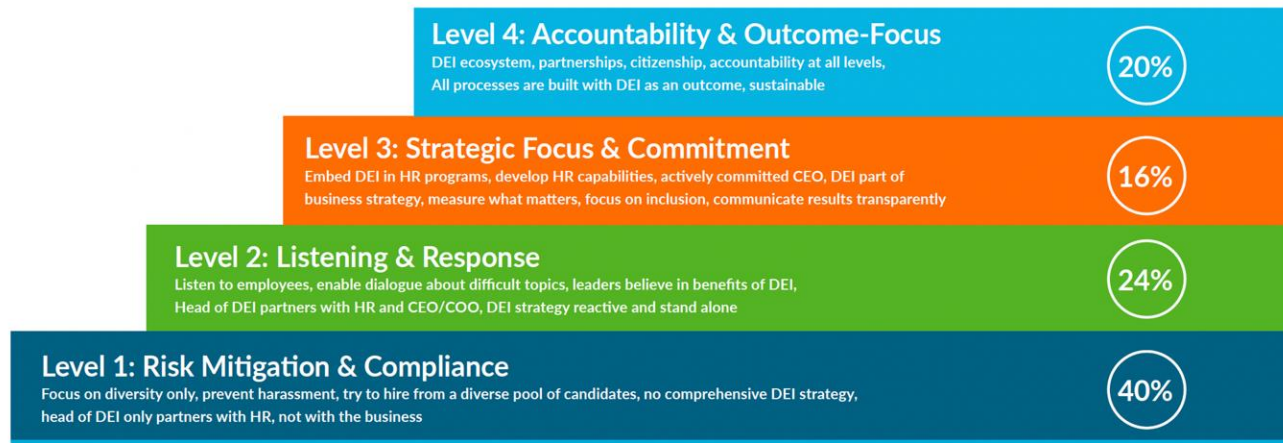 Level 4: Accountability & Outcome-Focus
DEI ecosystem, partnerships, citizenship, accountability at all levels,
All processes are built with DEI as an outcome, sustainable
20%
Level 3: Strategic Focus & Commitment
Embed DEI in HR programs, develop HR capabilities, actively committed CEO, DEI part of
business strategy, measure what matters, focus on inclusion, communicate results transparently
16%
Level 2: Listening & Response
Listen to employees, enable dialogue about difficult topics, leaders believe in benefits of DEI,
Head of DEI partners with HR and CEO/COO, DEI strategy reactive and stand alone
24%
Level 1: Risk Mitigation & Compliance
Focus on diversity only, prevent harassment, try to hire from a diverse pool of candidates, no comprehensive DEI strategy,
head of DEI only partners with HR, not with the business
40%